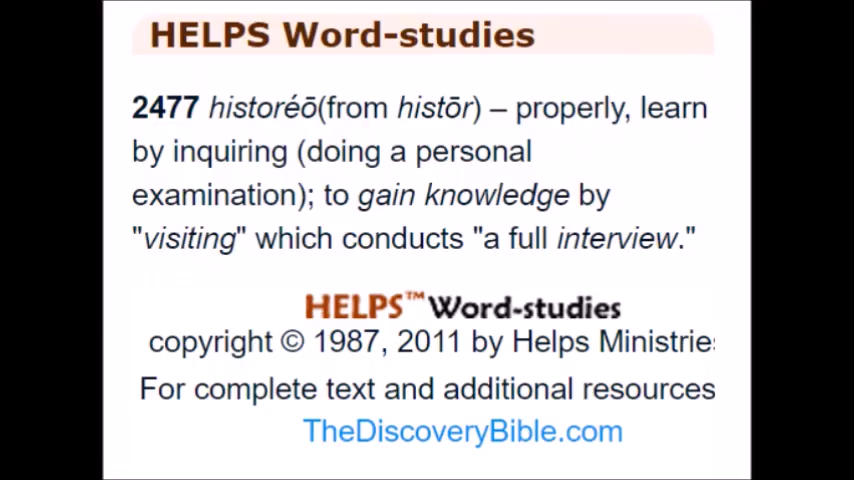 HELPS Word-studies
2477 historéō(from histōr) – properly, learn
by inquiring (doing a personal
examination); to gain knowledge by
"visiting" which conducts "a full interview."
HELPS™ Word-studies
copyright © 1987, 2011 by Helps Ministrie
For complete text and additional resources
TheDiscoveryBible.com